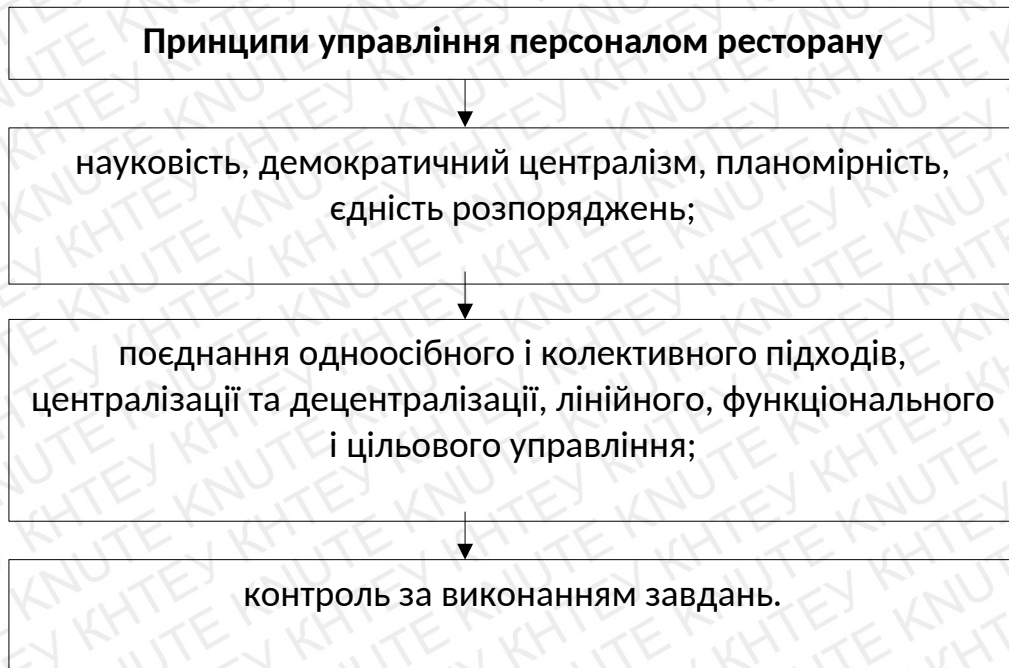 Принципи управління персоналом ресторану
науковість, демократичний централізм, планомірність,
єдність розпоряджень;
поєднання одноосібного і колективного підходів,
централізації та децентралізації, лінійного, функціонального
і цільового управління;
контроль за виконанням завдань.